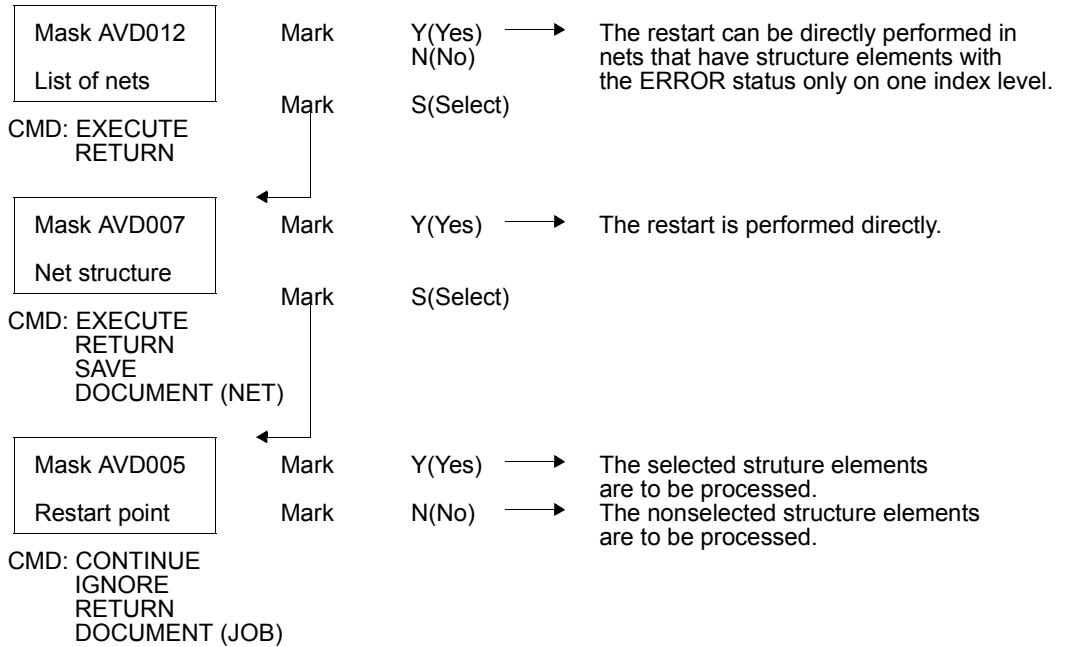 Mask AVD012 Mark Y(Yes) The restart can be directly performed in
N(No) nets that have structure elements with
List of nets the ERROR status only on one index level.
Mark S(Select)
CMD: EXECUTE
RETURN
Mask AVD007 Mark Y(Yes) The restart is performed directly.
Net structure
Mark S(Select)
CMD: EXECUTE
RETURN
SAVE
DOCUMENT (NET)
Mask AVD005 Mark Y(Yes) The selected struture elements
are to be processed.
Restart point Mark N(No) The nonselected structure elements
are to be processed.
CMD: CONTINUE
IGNORE
RETURN
DOCUMENT (JOB)